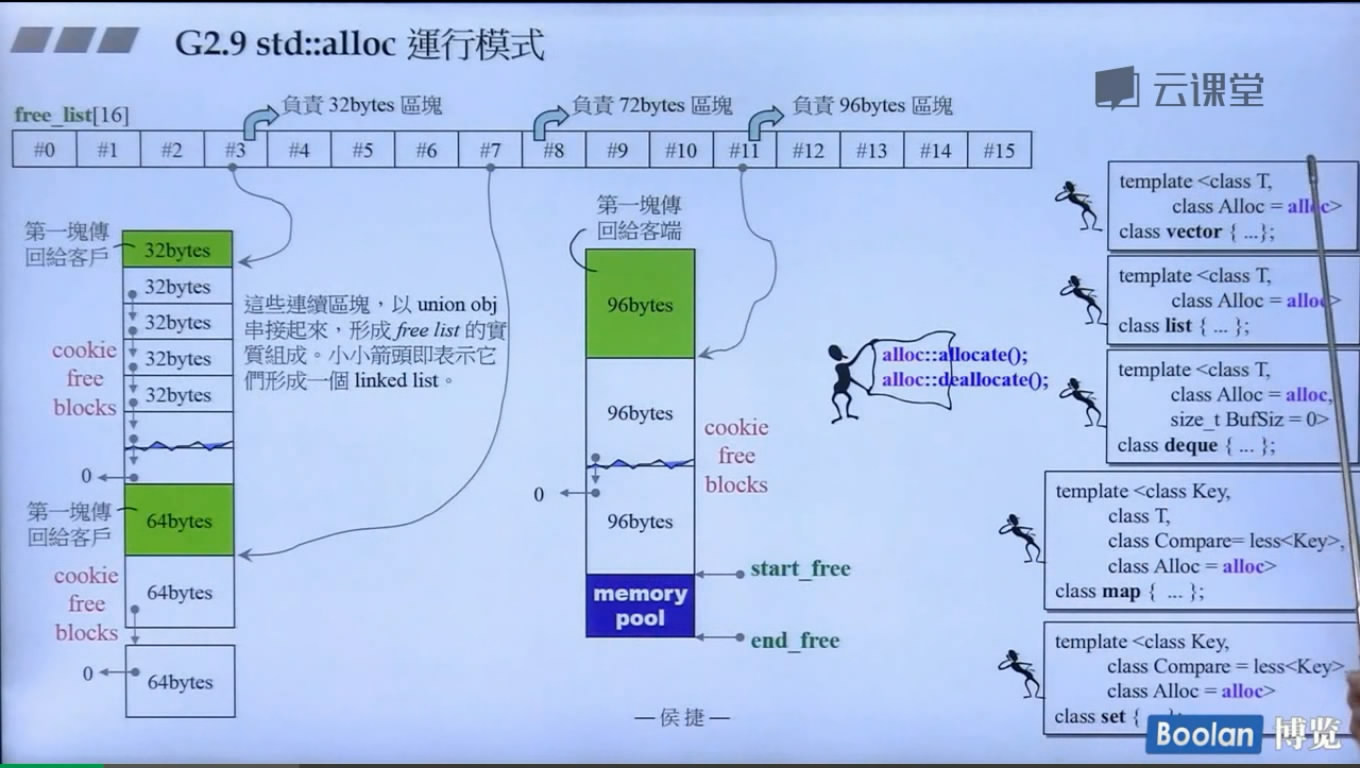 G2.9 std::alloc 運行模式
云课堂
free_list[16]
負責 32bytes 區塊
負責 72bytes 區塊
負責 96bytes 區塊
#0 #1 #2 #3 #4 #5 #6 #7 #8 #9 #10 #11 #12 #13 #14 #15
第一塊傳
回給客戶
32bytes
32bytes
32bytes
32bytes
32bytes
cookie
free
blocks
0
這些連續區塊，以 union obj
串接起來，形成 free list 的實
質組成。小小箭頭即表示它
們形成一個 linked list。
第一塊傳
回給客戶
64bytes
cookie
free
blocks
64bytes
0
64bytes
第一塊傳
回給客端
96bytes
96bytes
cookie
free
blocks
0
96bytes
start_free
memory
pool
end_free
alloc::allocate();
alloc::deallocate();
template <class T,
class Alloc = alloc>
class vector { ...};
template <class T,
class Alloc = alloc>
class list { ... };
template <class T,
class Alloc = alloc,
size_t BufSiz = 0>
class deque { ... };
template <class Key,
class T,
class Compare= less<Key>,
class Alloc = alloc>
class map { ... };
template <class Key,
class Compare = less<Key>,
class Alloc = alloc>
class set {
—侯捷—
Boolan 博览